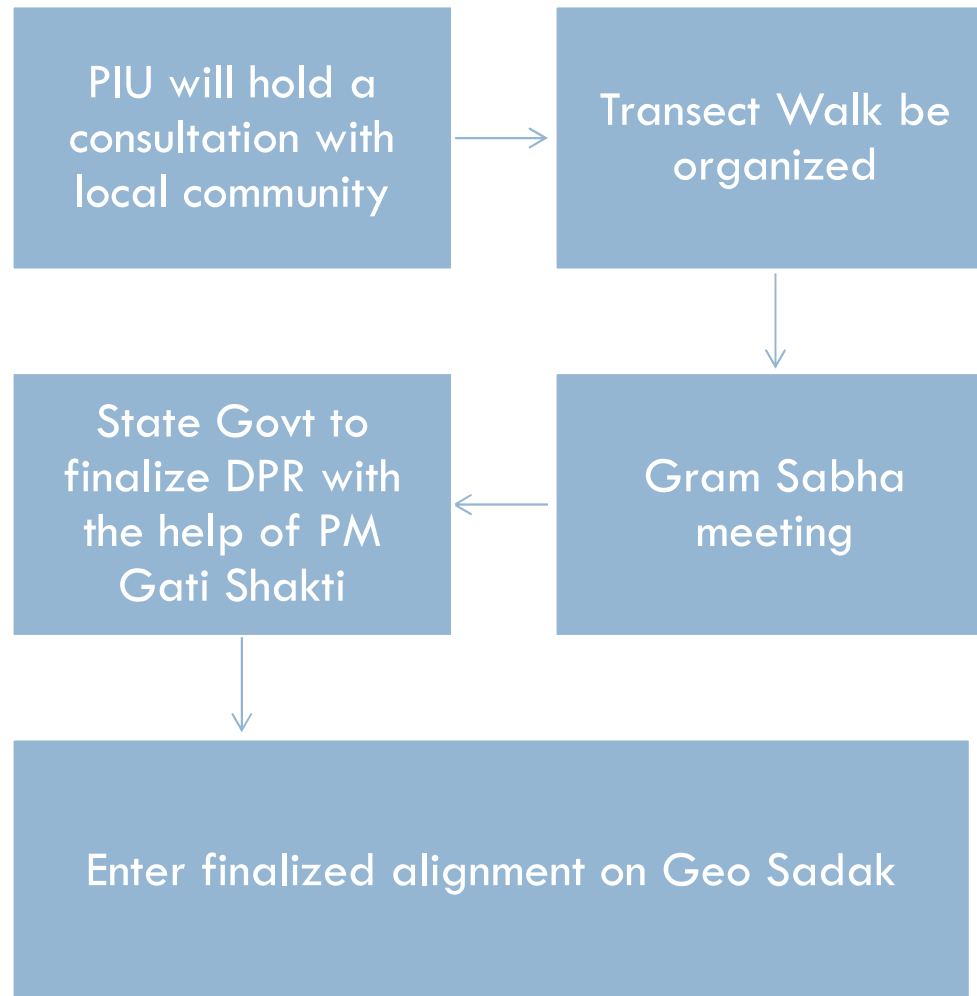 PIU will hold a
consultation with
local community
Transect Walk be
organized
Gram Sabha
meeting
State Govt to
finalize DPR with
the help of PM
Gati Shakti
Enter finalized alignment on Geo Sadak